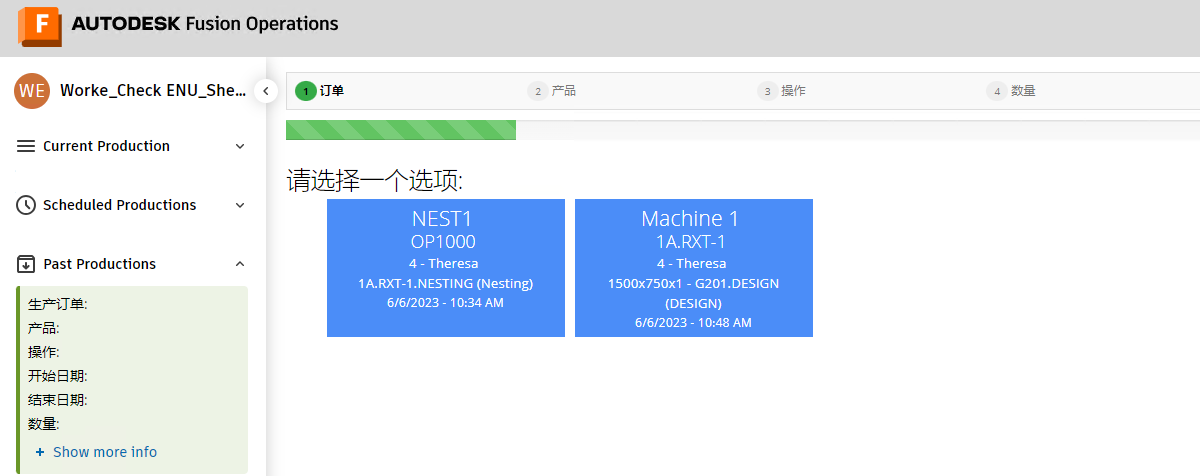 F AUTODESK Fusion Operations
WE Worke_Check ENU_She...
1 订单 2 产品 3 操作 4 数量
Current Production
Scheduled Productions
Past Productions
生产订单:
产品:
操作:
开始日期:
结束日期:
数量:
+ Show more info
请选择一个选项:
NEST1
OP1000
4 - Theresa
1A.RXT-1.NESTING (Nesting)
6/6/2023 - 10:34 AM
Machine 1
1A.RXT-1
4 - Theresa
1500x750x1 - G201.DESIGN
(DESIGN)
6/6/2023 - 10:48 AM